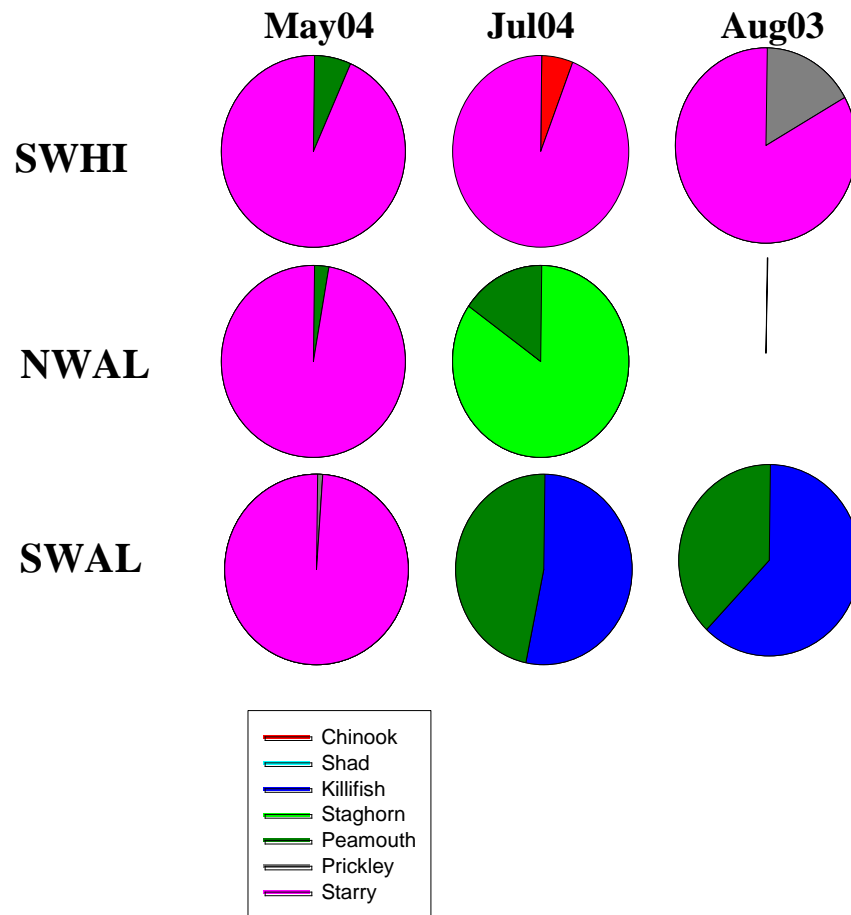 May04 Jul04 Aug03
SWHI
NWAL
SWAL
Chinook
Shad
Killifish
Staghorn
Peamouth
Prickley
Starry